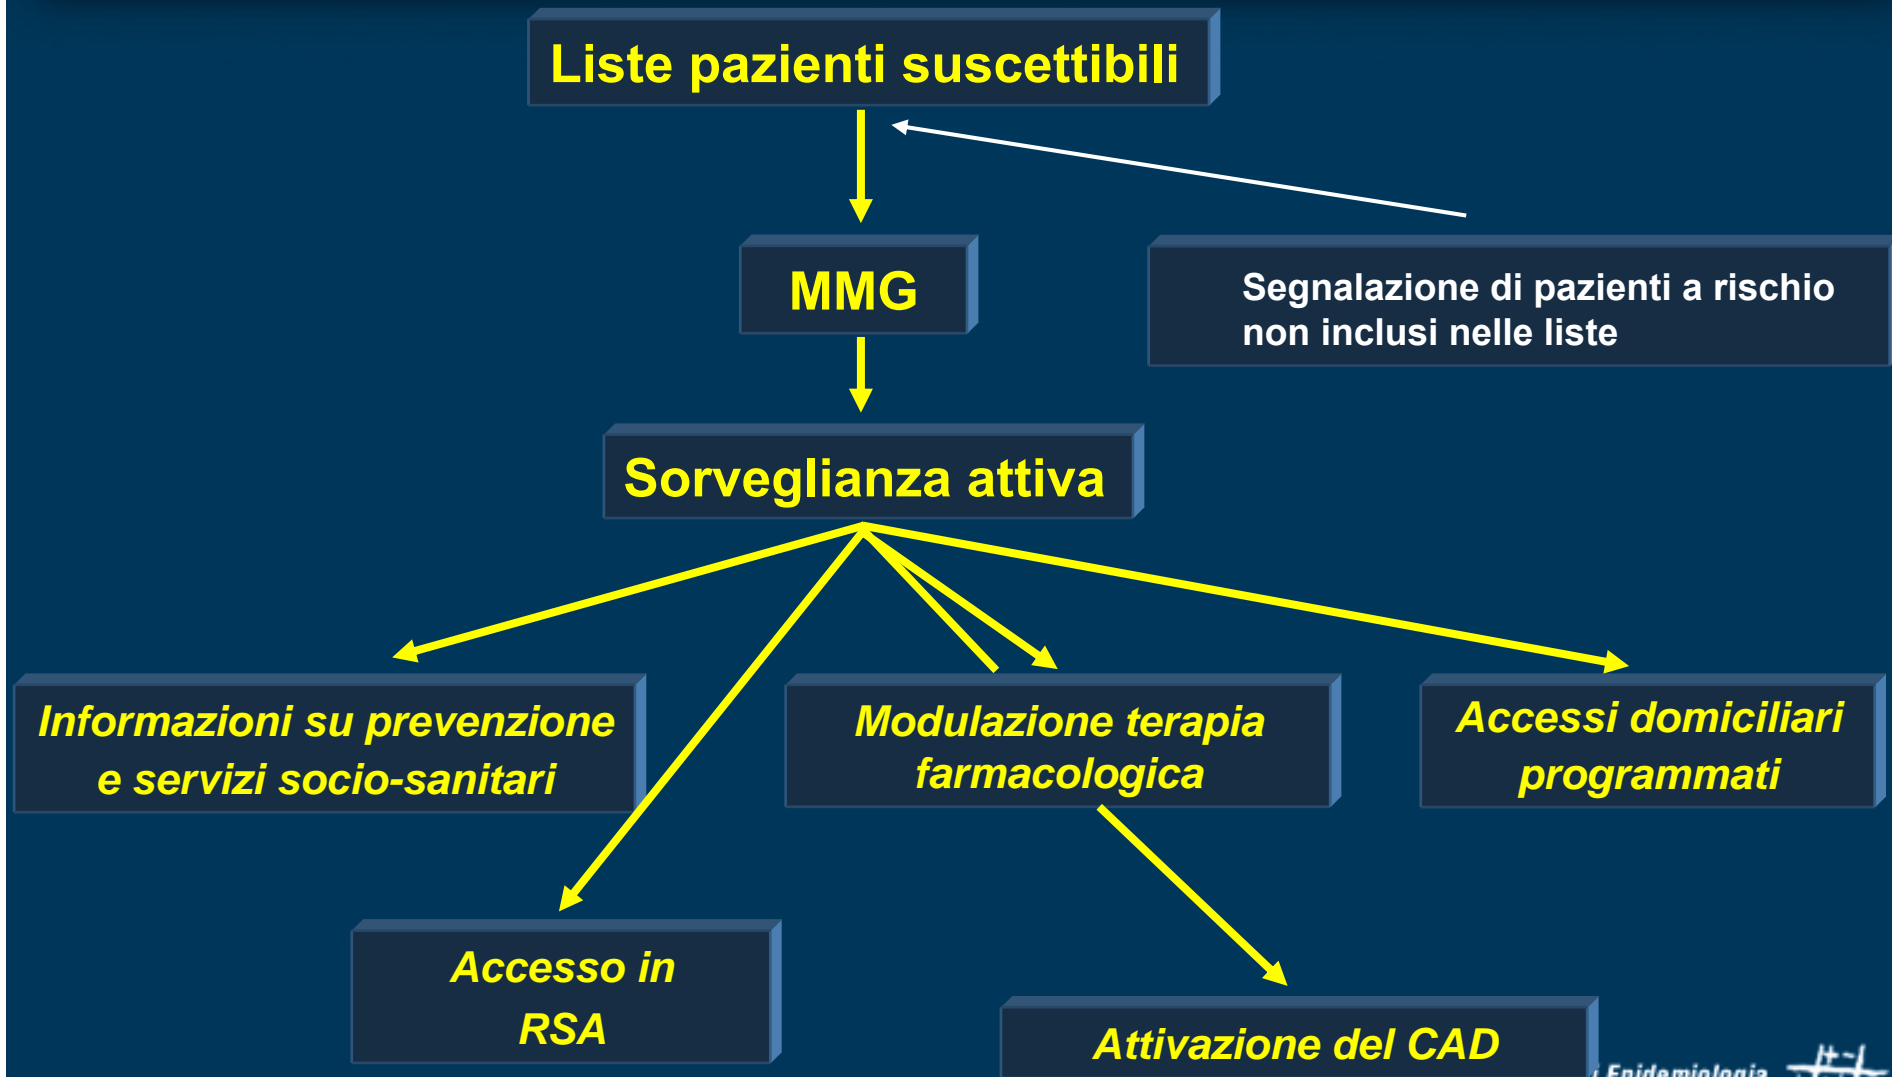 Liste pazienti suscettibili
MMG
Segnalazione di pazienti a rischio
non inclusi nelle liste
Sorveglianza attiva
Informazioni su prevenzione
e servizi socio-sanitari
Modulazione terapia
farmacologica
Accessi domiciliari
programmati
Accesso in
RSA
Attivazione del CAD
Epidemiologia